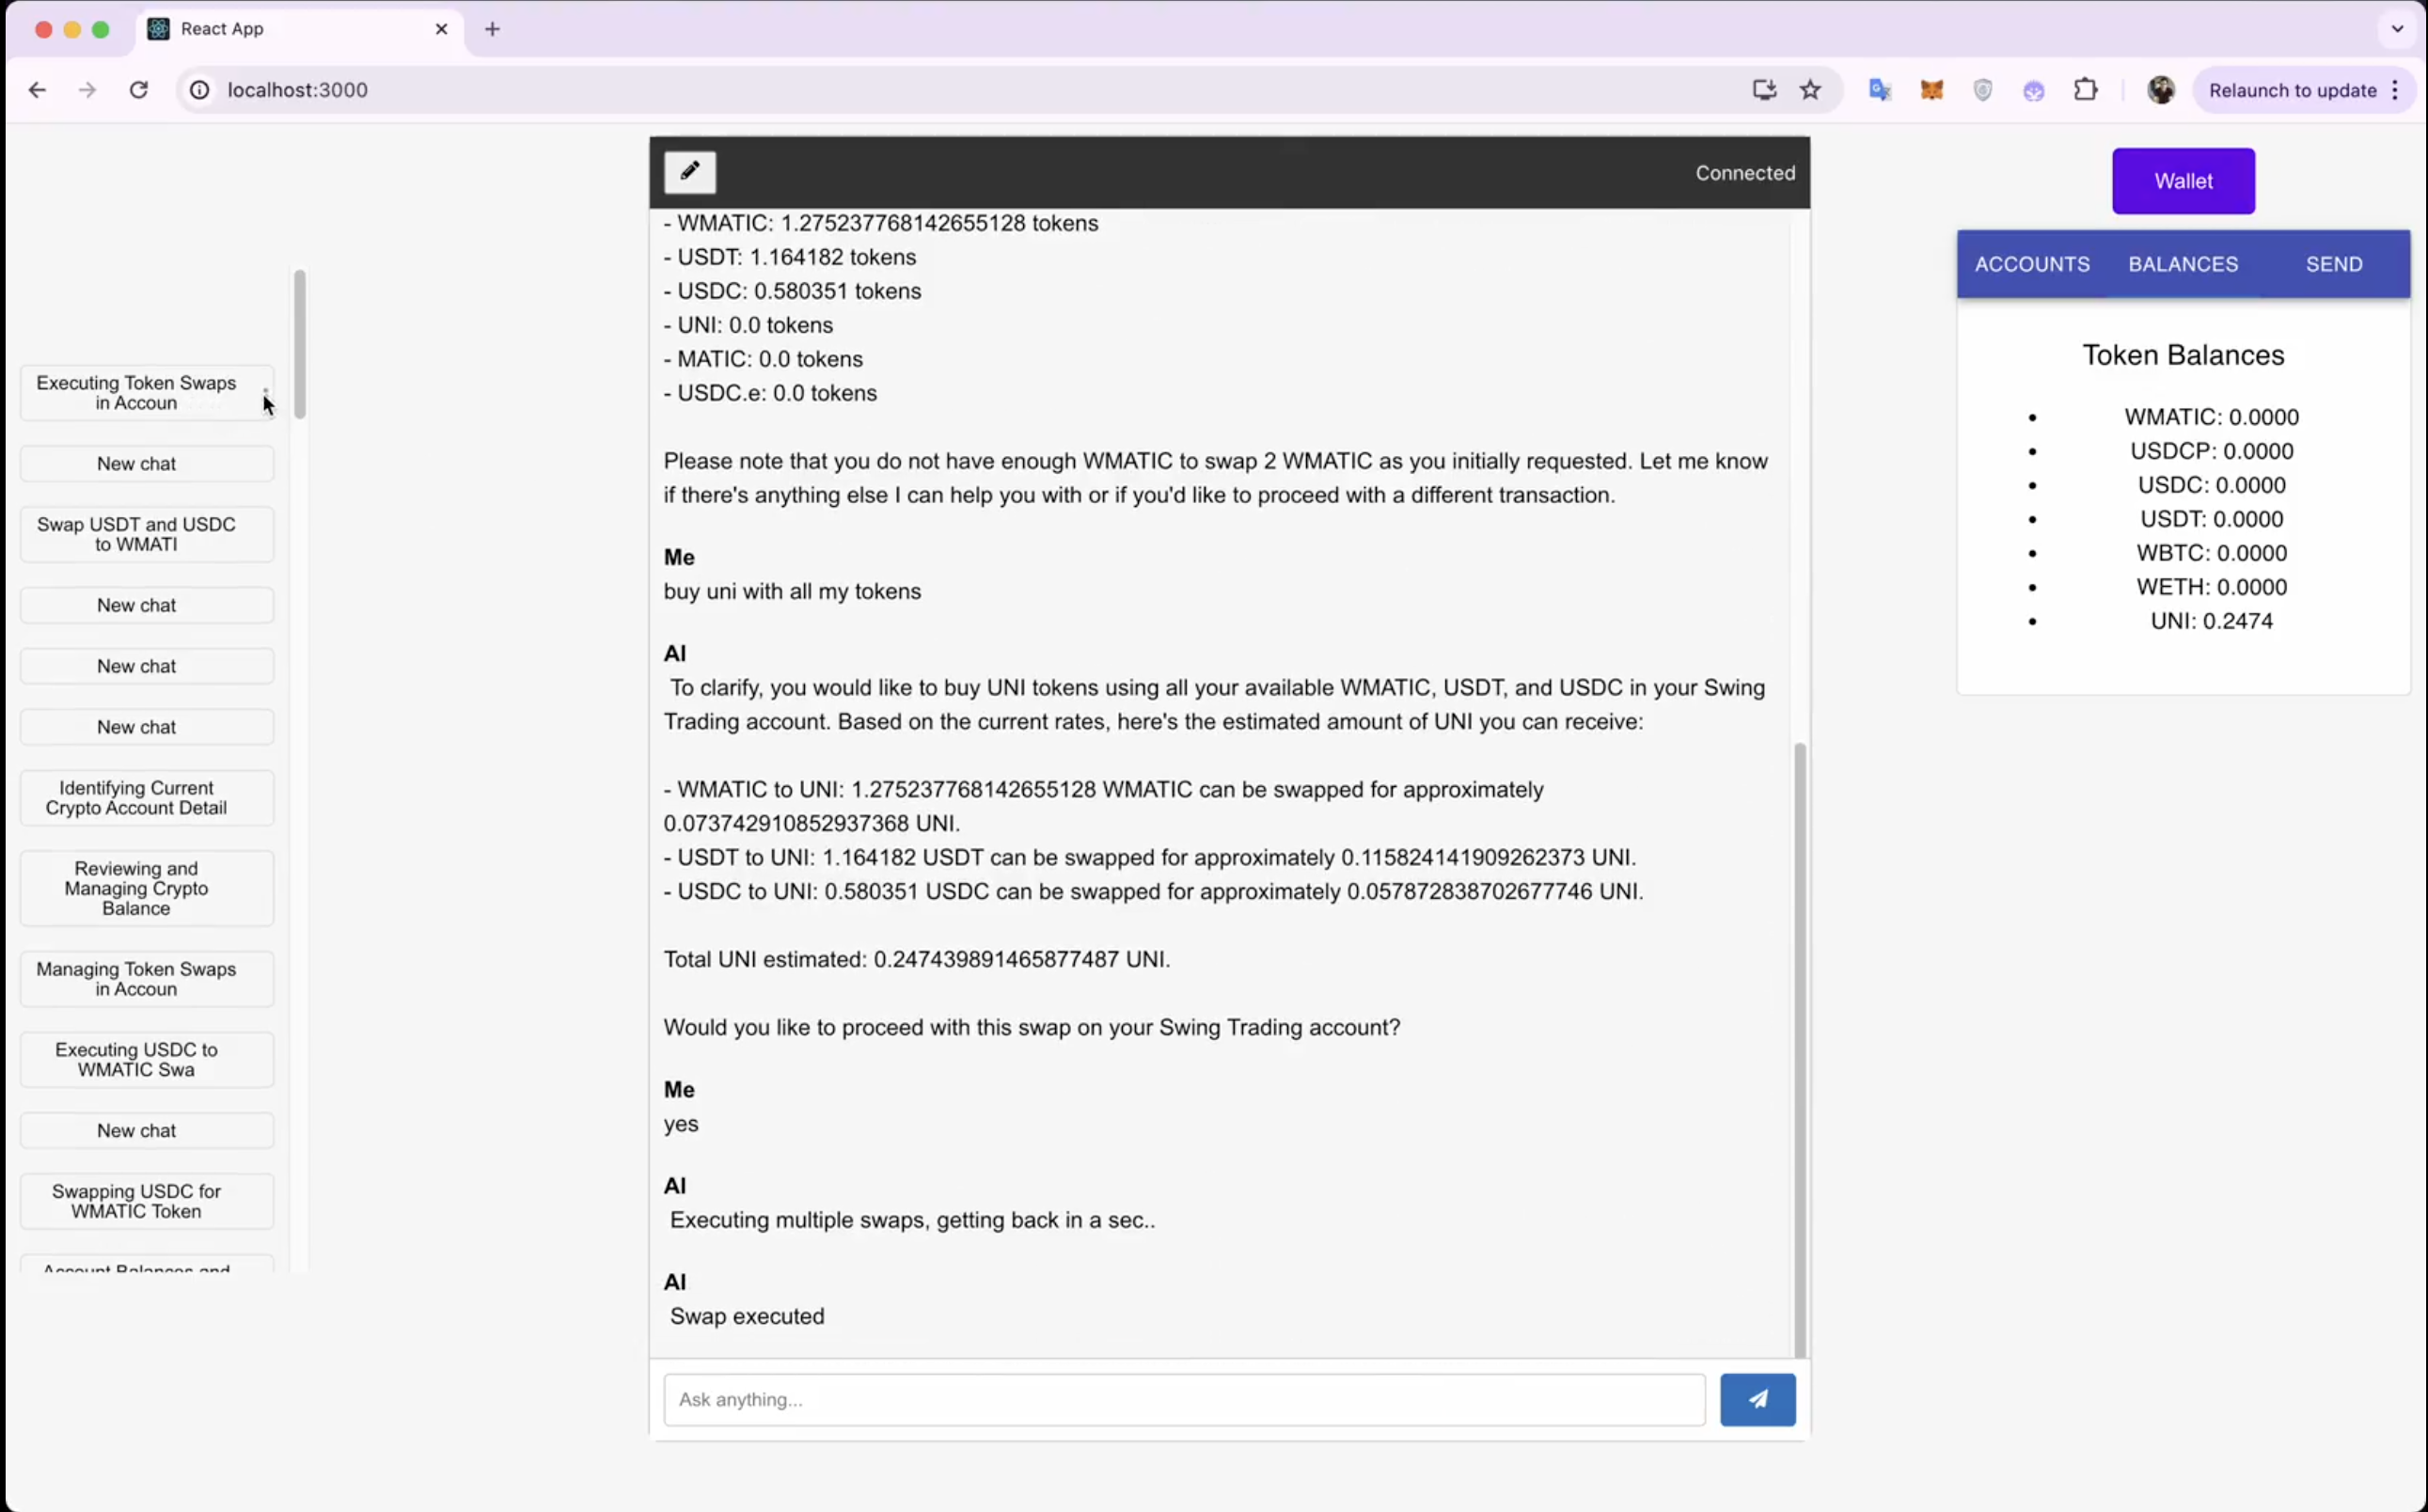 React App
localhost:3000
Relaunch to update
Executing Token Swaps
in Accoun
New chat
Swap USDT and USDC
to WMATI
New chat
New chat
New chat
Identifying Current
Crypto Account Detail
Reviewing and
Managing Crypto
Balance
Managing Token Swaps
in Accoun
Executing USDC to
WMATIC Swa
New chat
Swapping USDC for
WMATIC Token
Account Balances and
Connected
- WMATIC: 1.275237768142655128 tokens
- USDT: 1.164182 tokens
- USDC: 0.580351 tokens
- UNI: 0.0 tokens
- MATIC: 0.0 tokens
- USDC.e: 0.0 tokens
Please note that you do not have enough WMATIC to swap 2 WMATIC as you initially requested. Let me know
if there's anything else I can help you with or if you'd like to proceed with a different transaction.
Me
buy uni with all my tokens
AI
To clarify, you would like to buy UNI tokens using all your available WMATIC, USDT, and USDC in your Swing
Trading account. Based on the current rates, here's the estimated amount of UNI you can receive:
- WMATIC to UNI: 1.275237768142655128 WMATIC can be swapped for approximately
0.073742910852937368 UNI.
- USDT to UNI: 1.164182 USDT can be swapped for approximately 0.115824141909262373 UNI.
- USDC to UNI: 0.580351 USDC can be swapped for approximately 0.057872838702677746 UNI.
Total UNI estimated: 0.247439891465877487 UNI.
Would you like to proceed with this swap on your Swing Trading account?
Me
yes
AI
Executing multiple swaps, getting back in a sec..
AI
Swap executed
Ask anything...
Wallet
ACCOUNTS BALANCES SEND
Token Balances
• WMATIC: 0.0000
• USDCP: 0.0000
• USDC: 0.0000
• USDT: 0.0000
• WBTC: 0.0000
• WETH: 0.0000
• UNI: 0.2474